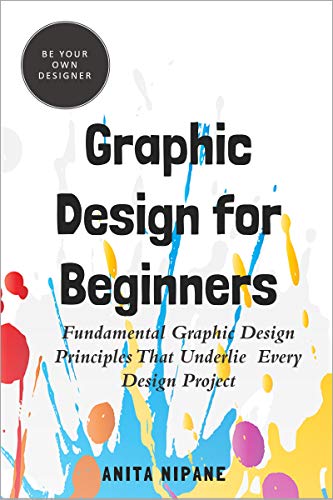 BE YOUR
OWN
DESIGNER
Graphic
Design for
Beginners
Fundamental Graphic Design
Principles That Underlie Every
Design Project
ANITA NIPANE